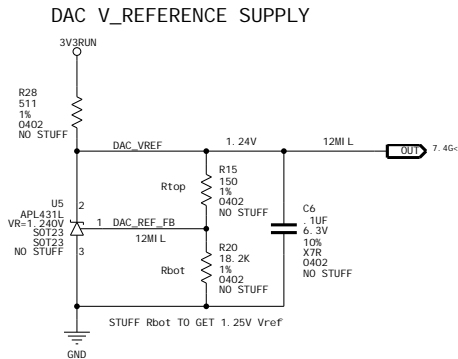 DAC V_REFERENCE SUPPLY
3V3RUN
R28
511
1%
0402
NO STUFF
DAC_VREF
1.24V
12MIL
OUT
7.4G<
Rtop
R15
150
1%
0402
NO STUFF
U5
APL431L
VR=1.240V
SOT23
SOT23
NO STUFF
2
1
3
DAC_REF_FB
12MIL
C6
.1UF
6.3V
10%
X7R
0402
NO STUFF
Rbot
R20
18.2K
1%
0402
NO STUFF
STUFF Rbot TO GET 1.25V Vref
GND